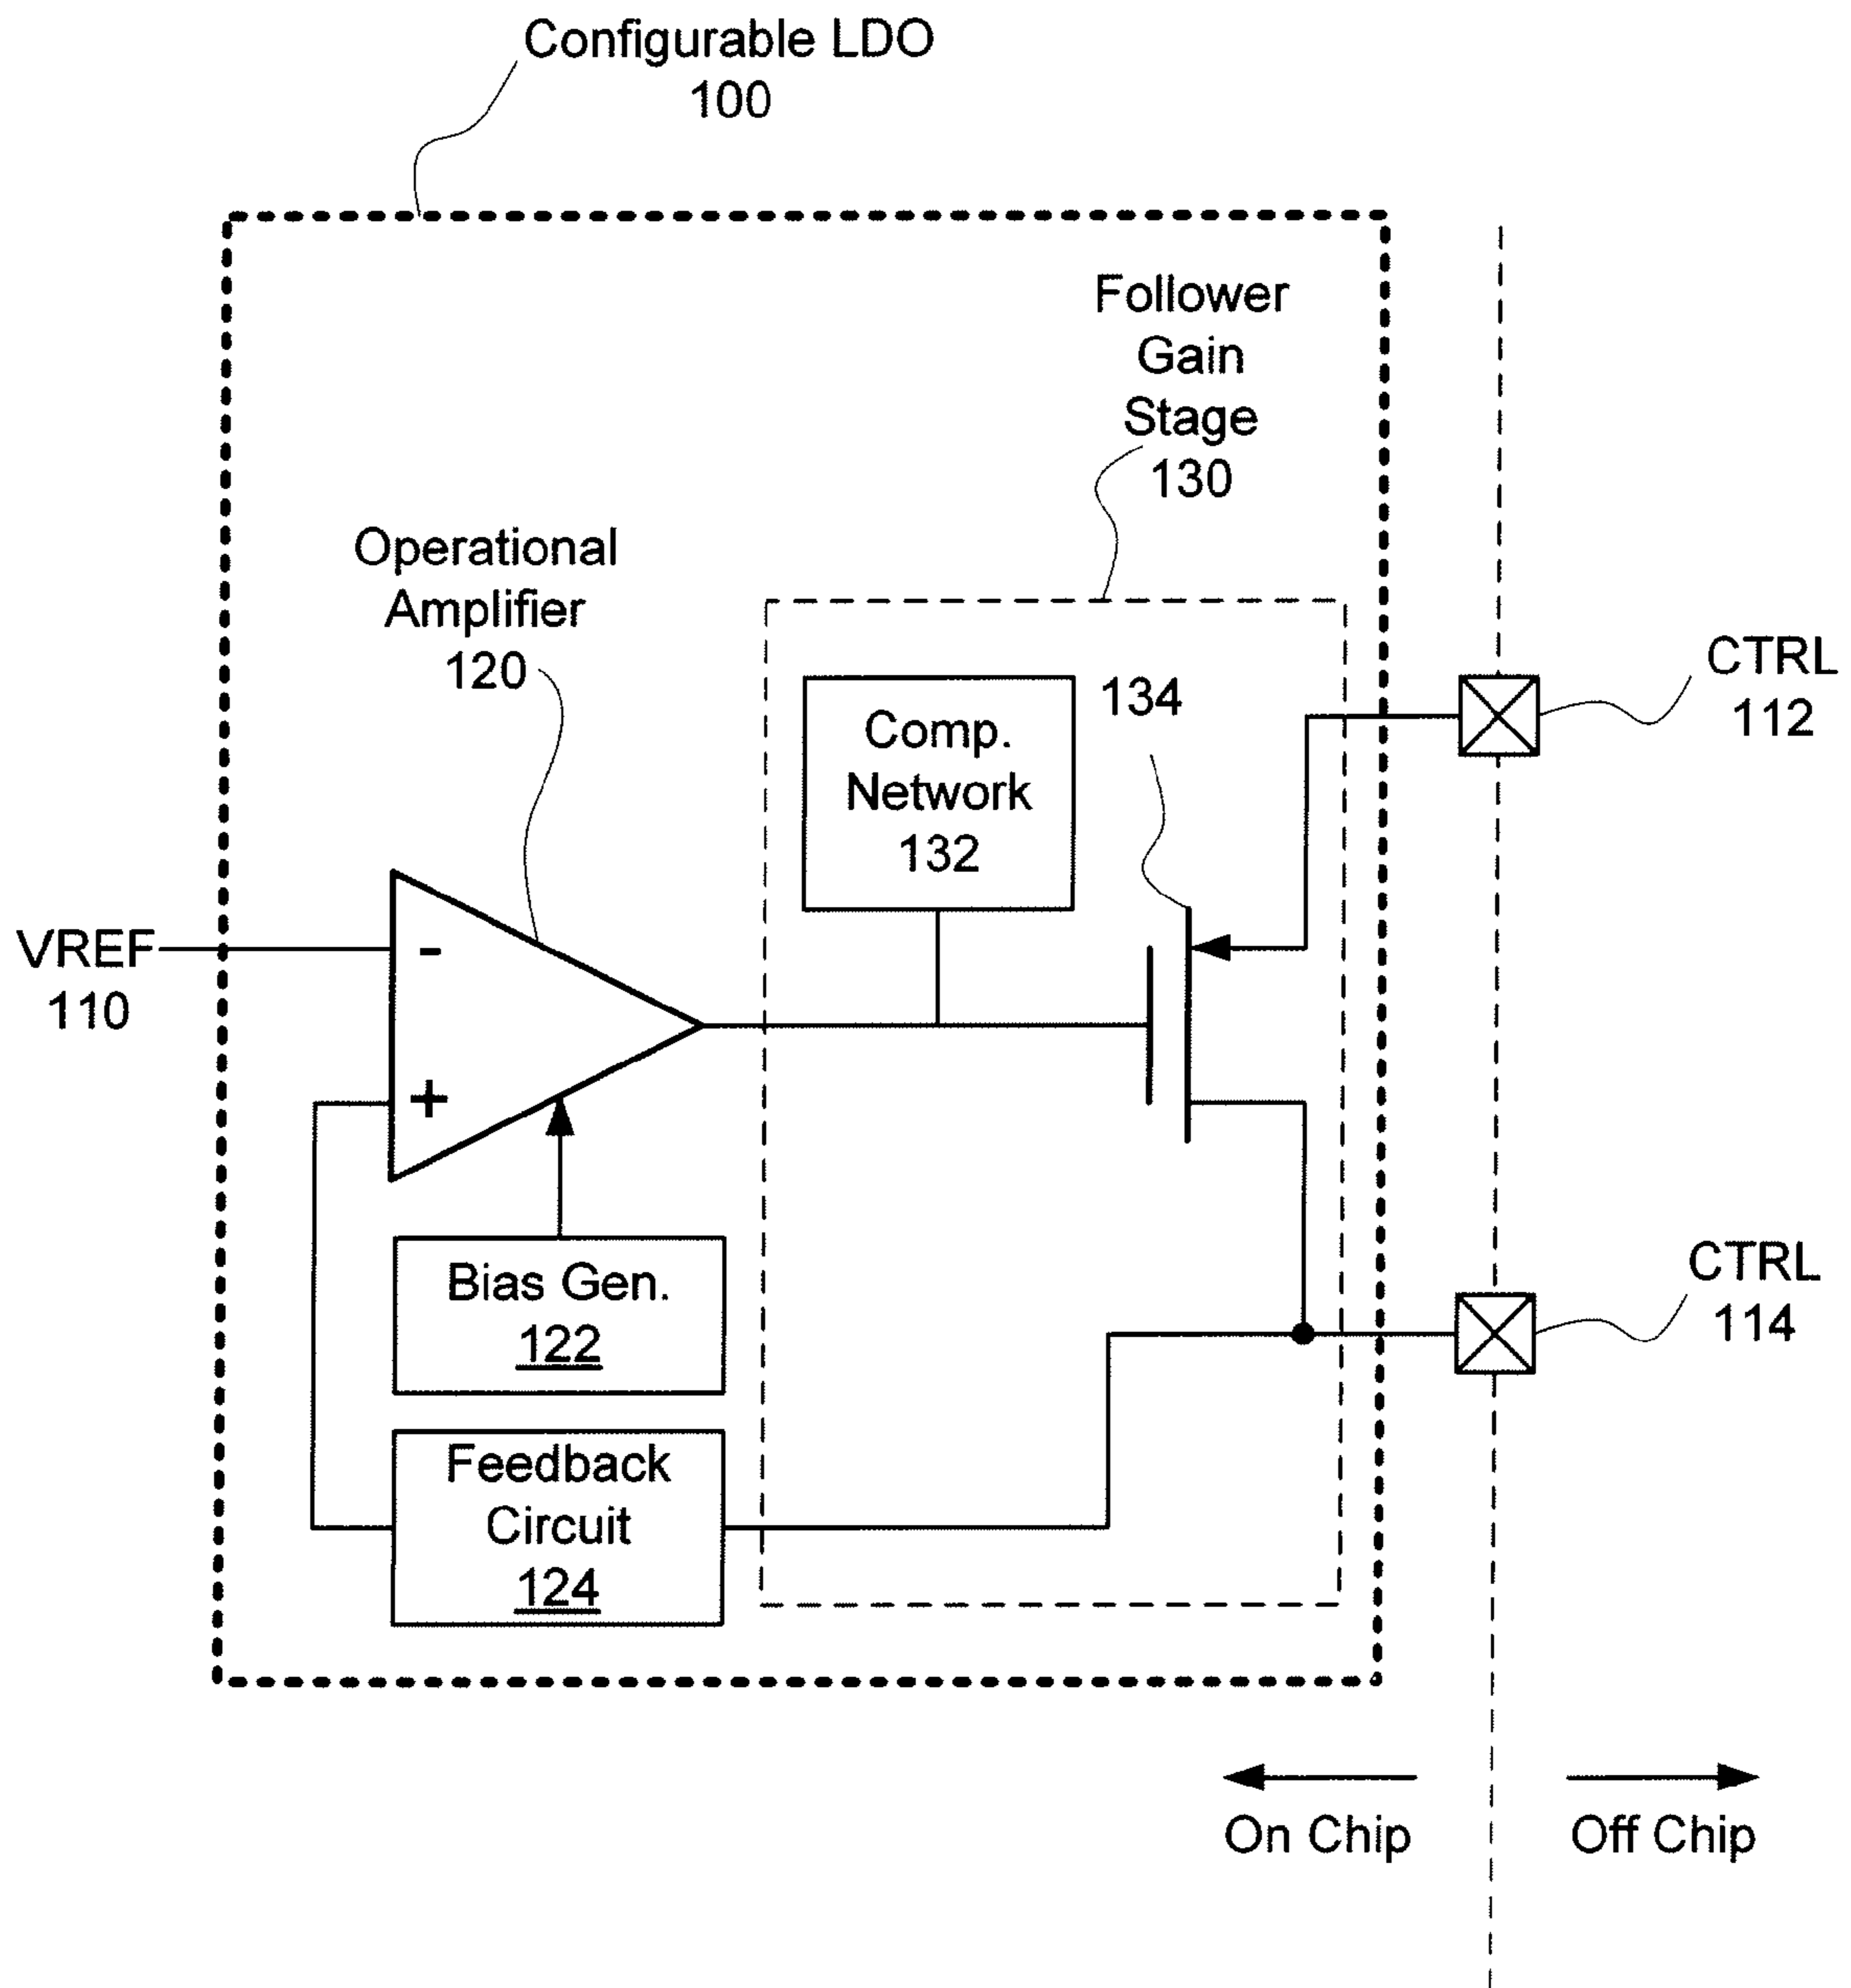 Configurable LDO
100
Follower
Gain
Stage
130
Operational
Amplifier
120
Comp.
Network
132
134
CTRL
112
VREF
110
-
+
Bias Gen.
122
CTRL
114
Feedback
Circuit
124
On Chip
Off Chip